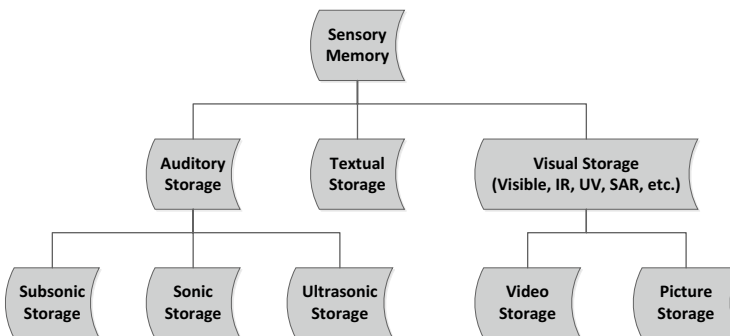 Sensory
Memory
Auditory
Storage
Textual
Storage
Visual Storage
(Visible, IR, UV, SAR, etc.)
Subsonic
Storage
Sonic
Storage
Ultrasonic
Storage
Video
Storage
Picture
Storage